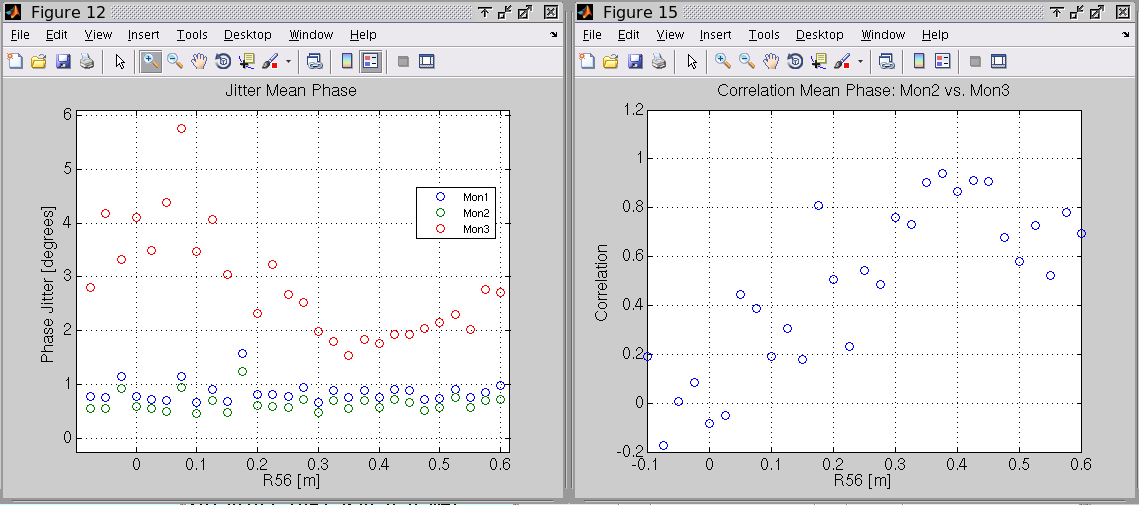 Figure 12
File Edit View Insert Tools Desktop Window Help
Jitter Mean Phase
6
5
4
3
2
1
0
Phase Jitter [degrees]
Mon1
Mon2
Mon3
0 0.1 0.2 0.3 0.4 0.5 0.6
R56 [m]
Figure 15
File Edit View Insert Tools Desktop Window Help
Correlation Mean Phase: Mon2 vs. Mon3
1.2
1
0.8
0.6
0.4
0.2
0
-0.2
Correlation
-0.1 0 0.1 0.2 0.3 0.4 0.5 0.6
R56 [m]